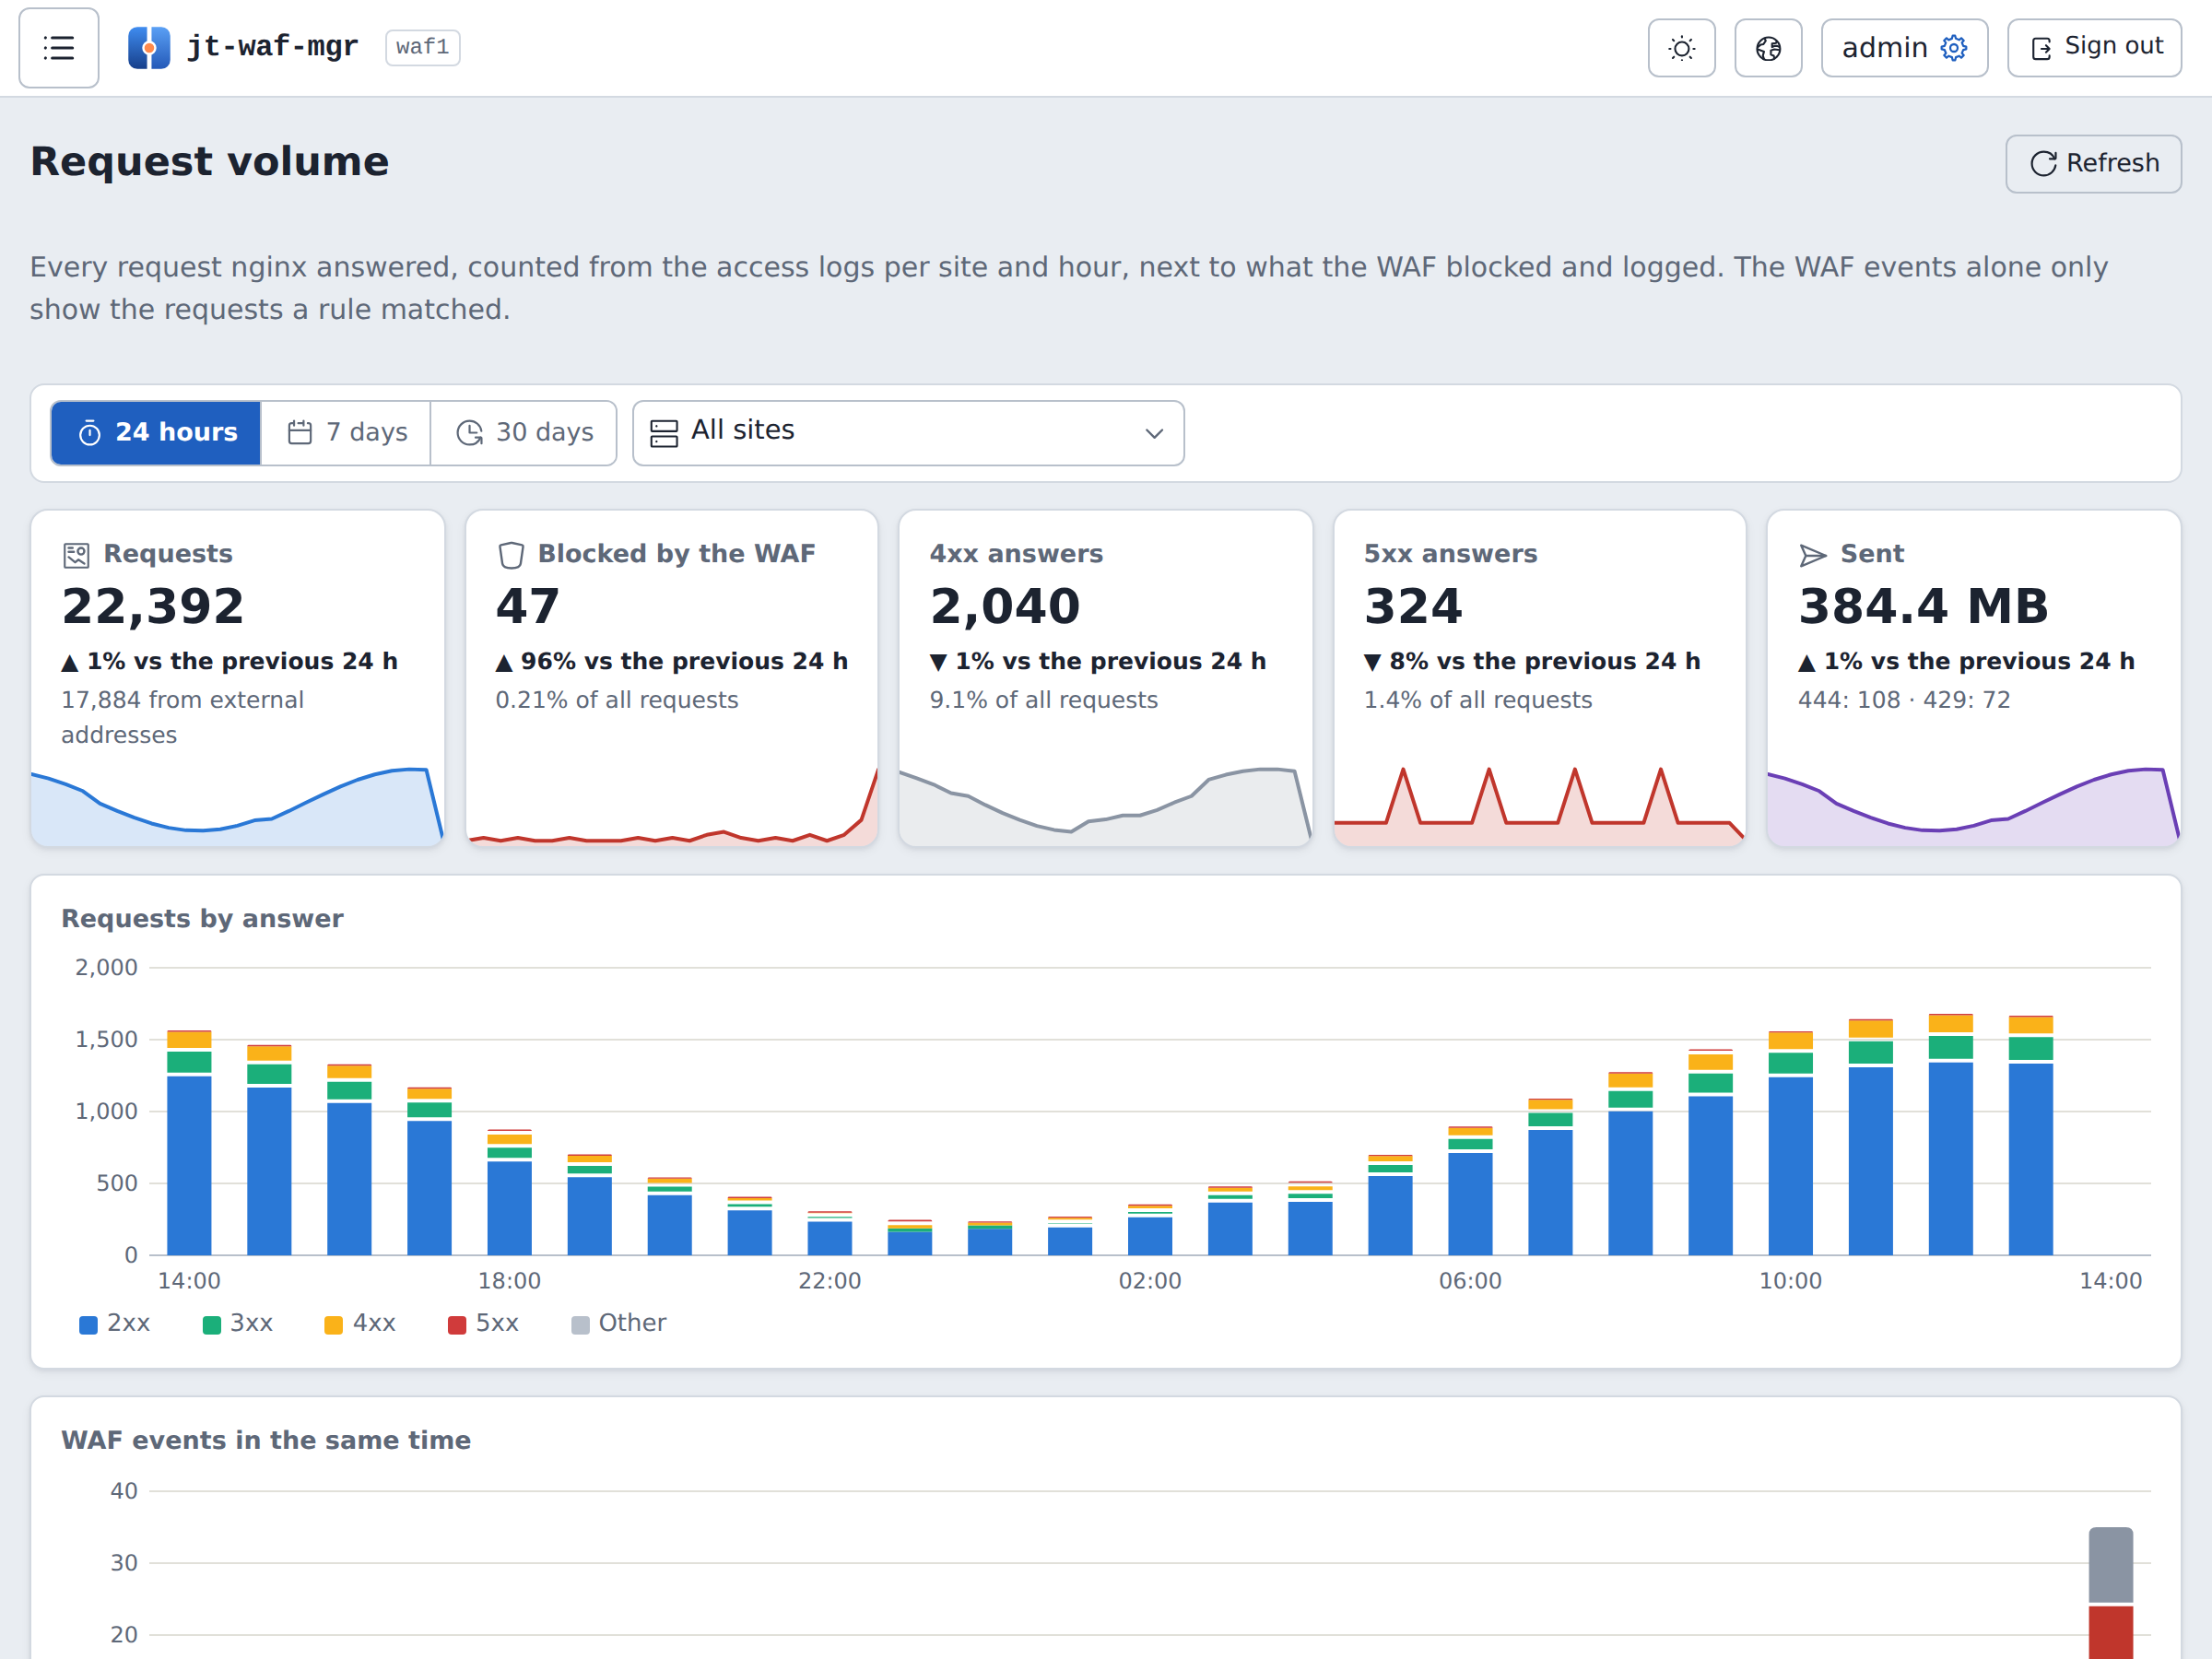 jt-waf-mgr waf1 admin Sign out
Request volume
Refresh
Every request nginx answered, counted from the access logs per site and hour, next to what the WAF blocked and logged. The WAF events alone only
show the requests a rule matched.
24 hours 7 days 30 days All sites
Requests
22,392
▲ 1% vs the previous 24 h
17,884 from external
addresses
Blocked by the WAF
47
▲ 96% vs the previous 24 h
0.21% of all requests
4xx answers
2,040
▼ 1% vs the previous 24 h
9.1% of all requests
5xx answers
324
▼ 8% vs the previous 24 h
1.4% of all requests
Sent
384.4 MB
▲ 1% vs the previous 24 h
444: 108 · 429: 72
Requests by answer
2,000
1,500
1,000
500
0
14:00 18:00 22:00 02:00 06:00 10:00 14:00
2xx 3xx 4xx 5xx Other
WAF events in the same time
40
30
20